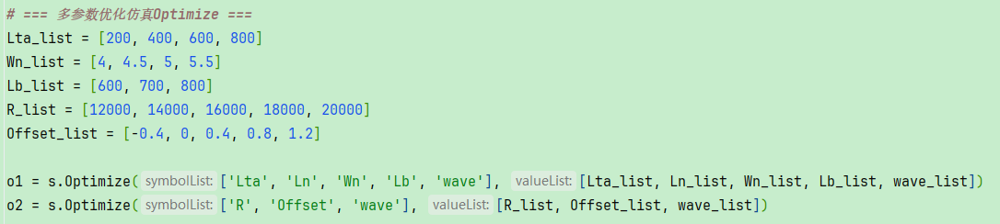 # === 多参数优化仿真Optimize ===
Lta_list = [200, 400, 600, 800]
Wn_list = [4, 4.5, 5, 5.5]
Lb_list = [600, 700, 800]
R_list = [12000, 14000, 16000, 18000, 20000]
Offset_list = [-0.4, 0, 0.4, 0.8, 1.2]
o1 = s.Optimize( symbolList: ['Lta', 'Ln', 'Wn', 'Lb', 'wave'], valueList: [Lta_list, Ln_list, Wn_list, Lb_list, wave_list])
o2 = s.Optimize( symbolList: ['R', 'Offset', 'wave'], valueList: [R_list, Offset_list, wave_list])